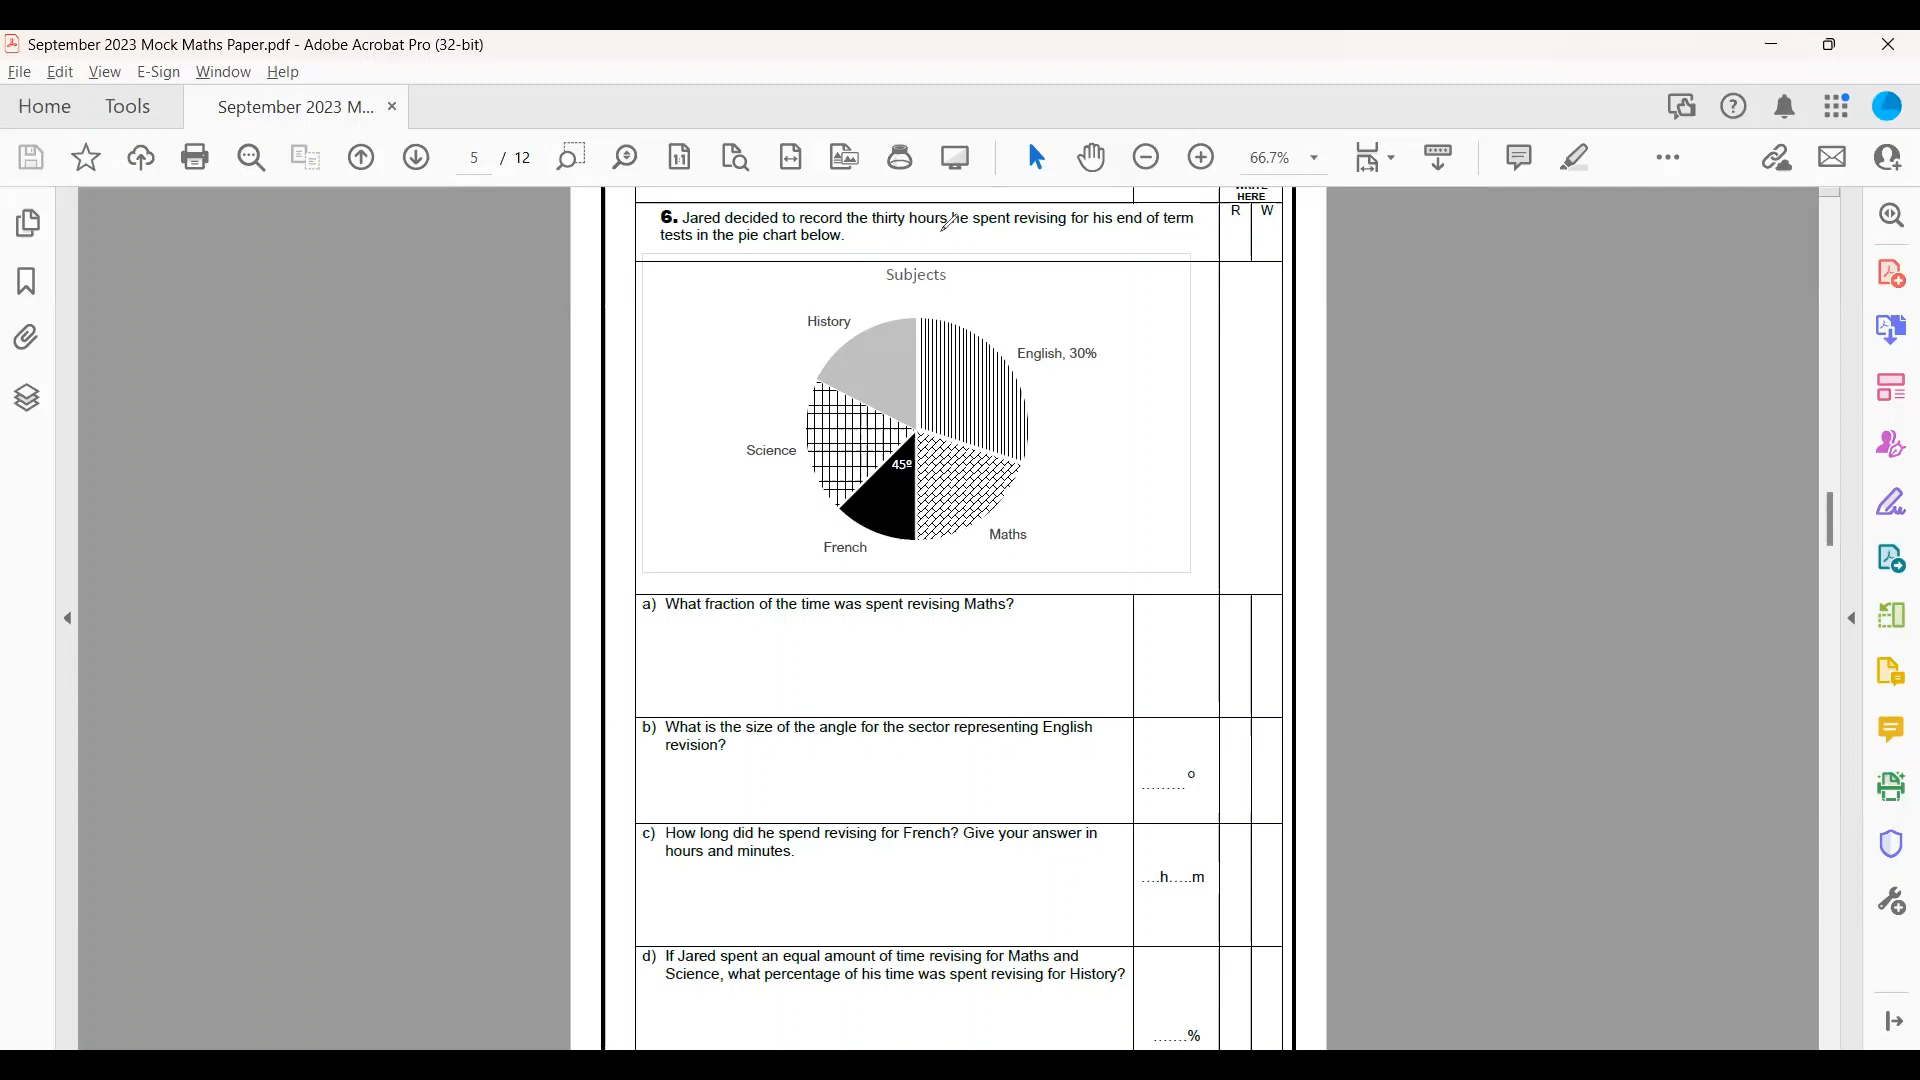 September 2023 Mock Maths Paper.pdf - Adobe Acrobat Pro (32-bit)
File Edit View E-Sign Window Help
Home Tools September 2023 M... ×
5 / 12 66.7%
HERE
6. Jared decided to record the thirty hours he spent revising for his end of term R W
tests in the pie chart below.
Subjects
History
English, 30%
Science
45º
Maths
French
a) What fraction of the time was spent revising Maths?
b) What is the size of the angle for the sector representing English
revision?
………º
c) How long did he spend revising for French? Give your answer in
hours and minutes.
….h…..m
d) If Jared spent an equal amount of time revising for Maths and
Science, what percentage of his time was spent revising for History?
…….%